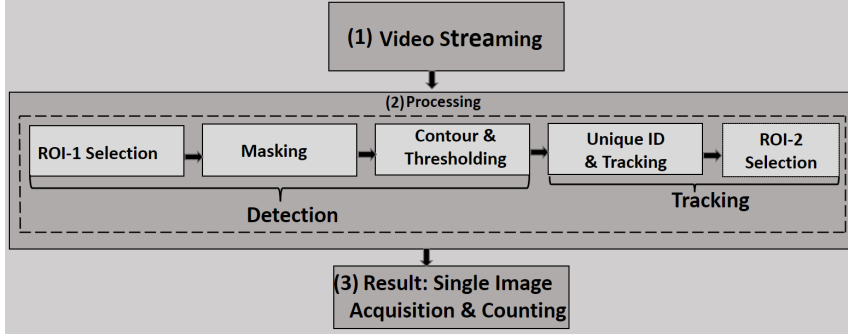 (1) Video Streaming
(2) Processing
ROI-1 Selection
Masking
Contour &
Thresholding
Unique ID
& Tracking
ROI-2
Selection
Detection
Tracking
(3) Result: Single Image
Acquisition & Counting